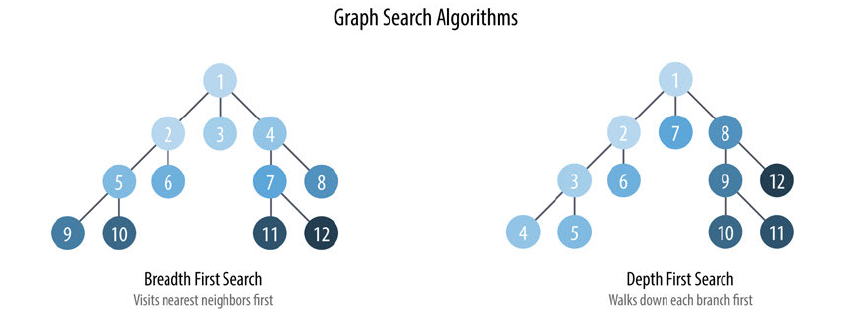 Graph Search Algorithms
1
2 3 4
5 6 7 8
9 10 11 12
Breadth First Search
Visits nearest neighbors first
1
2 7 8
3 6 9 12
4 5 10 11
Depth First Search
Walks down each branch first